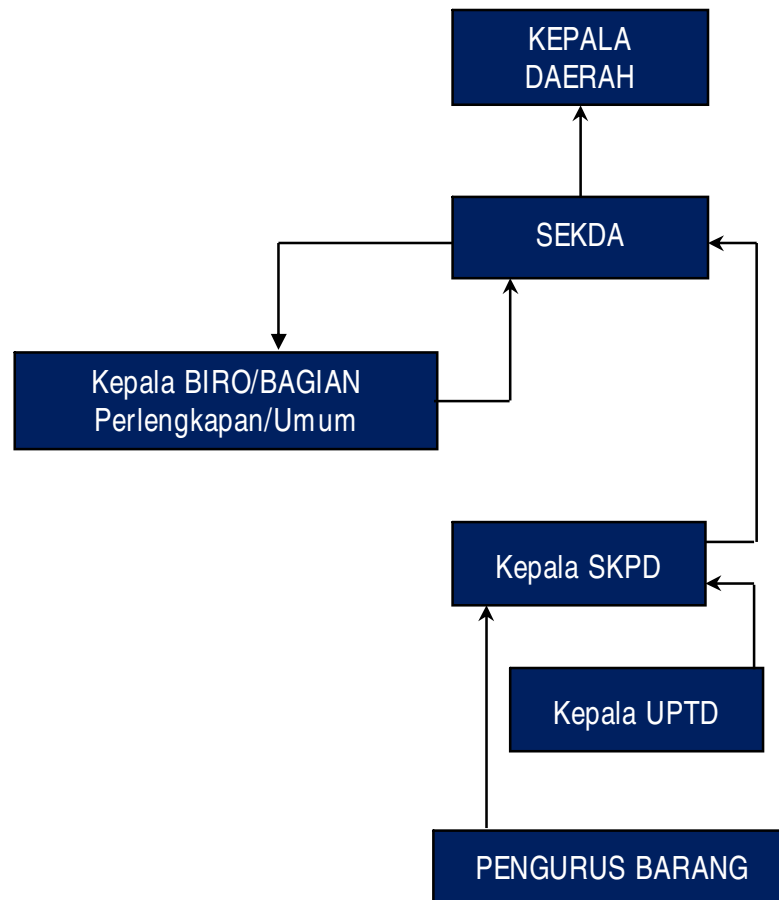 KEPALA
DAERAH
SEKDA
Kepala BIRO/BAGIAN
Perlengkapan/Umum
Kepala SKPD
Kepala UPTD
PENGURUS BARANG